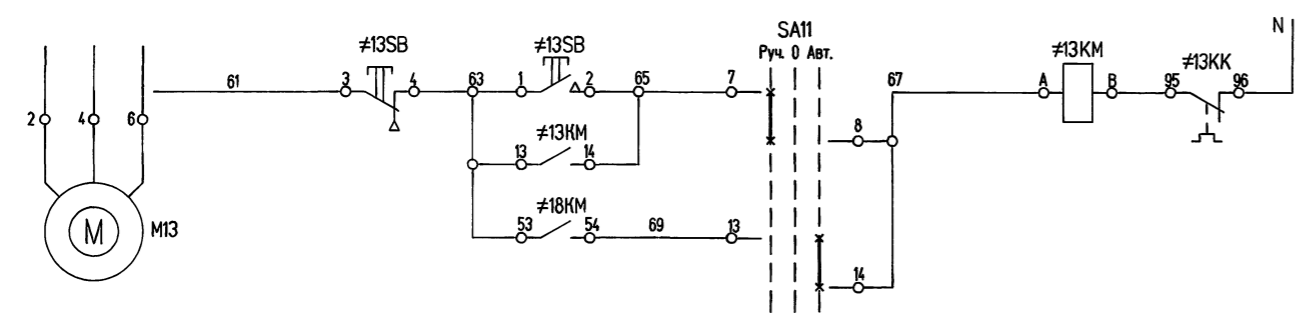 SA11
N
≠13SB ≠13SB Руч. 0 Авт. ≠13KM ≠13KK
61 3 4 63 1 2 65 7 67 A B 95 96
2 4 6 8
≠13KM
13 14
≠18KM
M M13 53 54 69 13
14